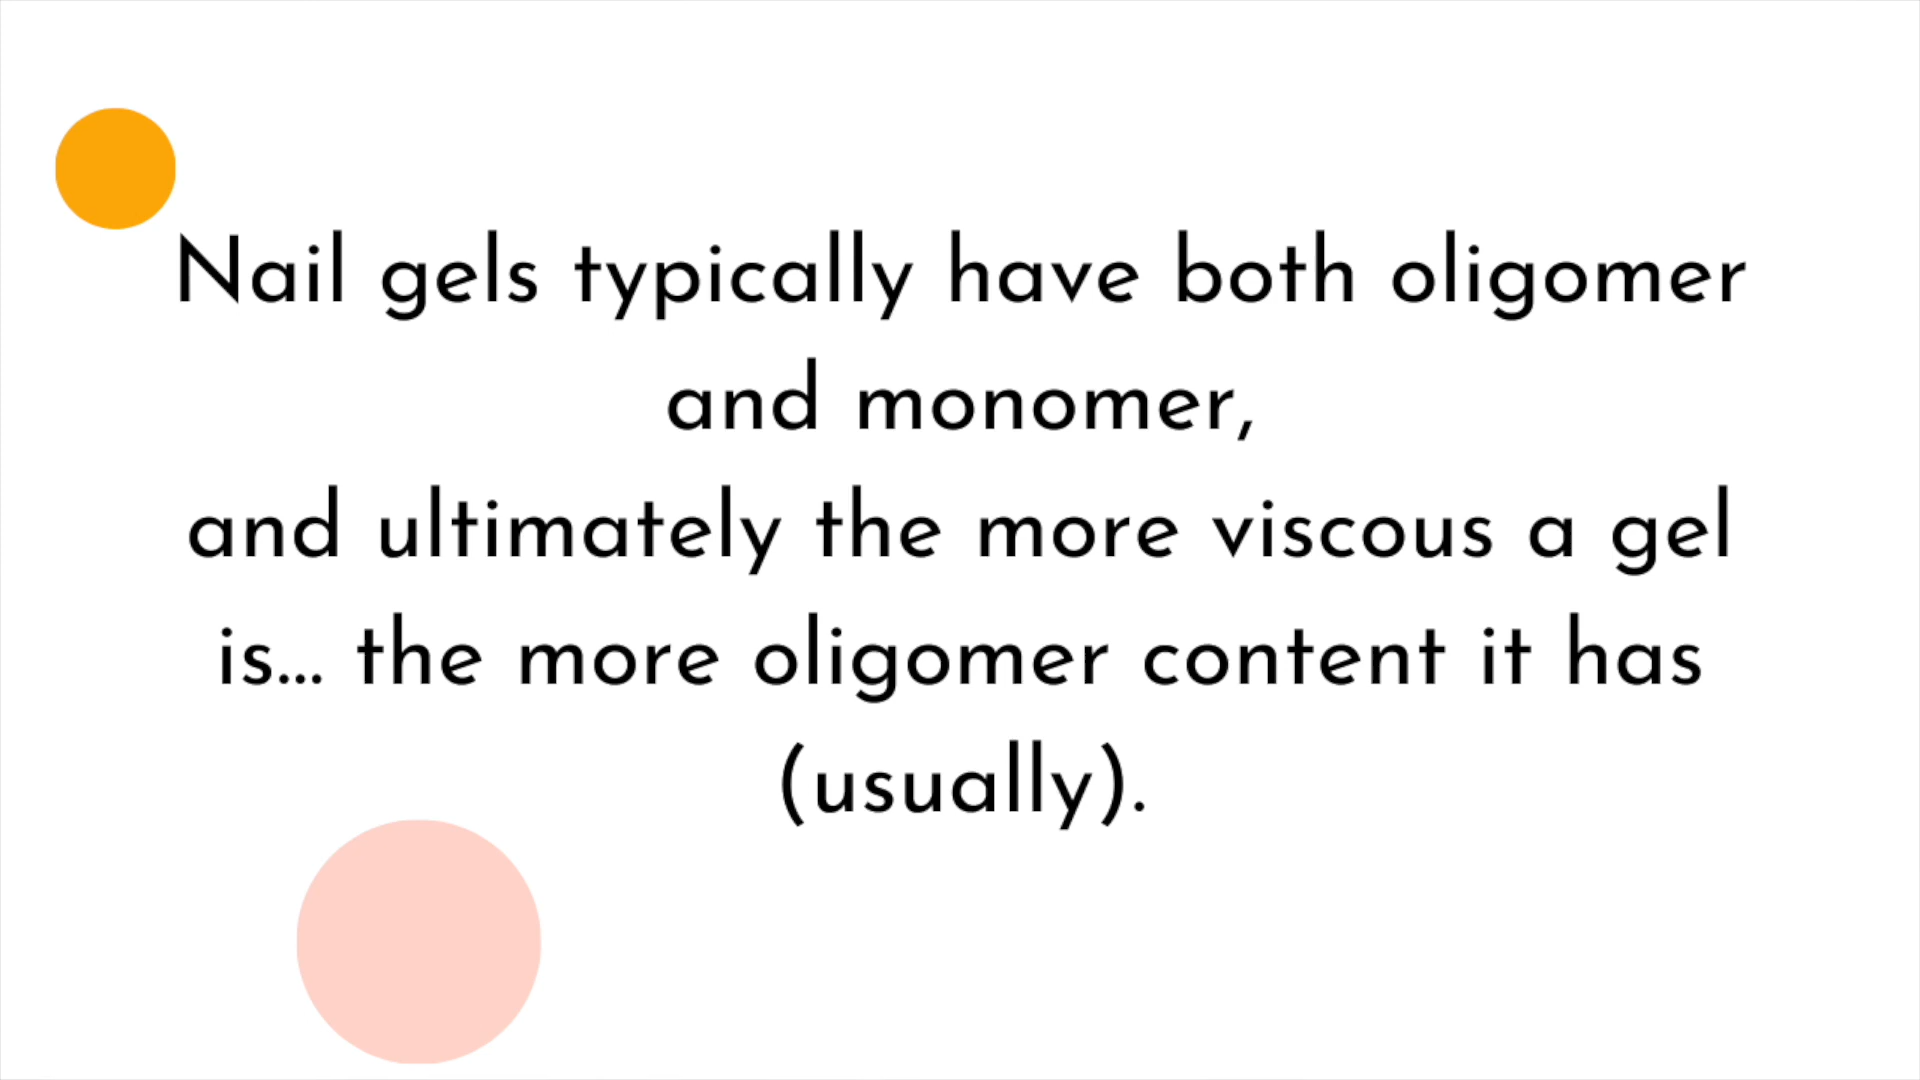 Nail gels typically have both oligomer
and monomer,
and ultimately the more viscous a gel
is... the more oligomer content it has
(usually).